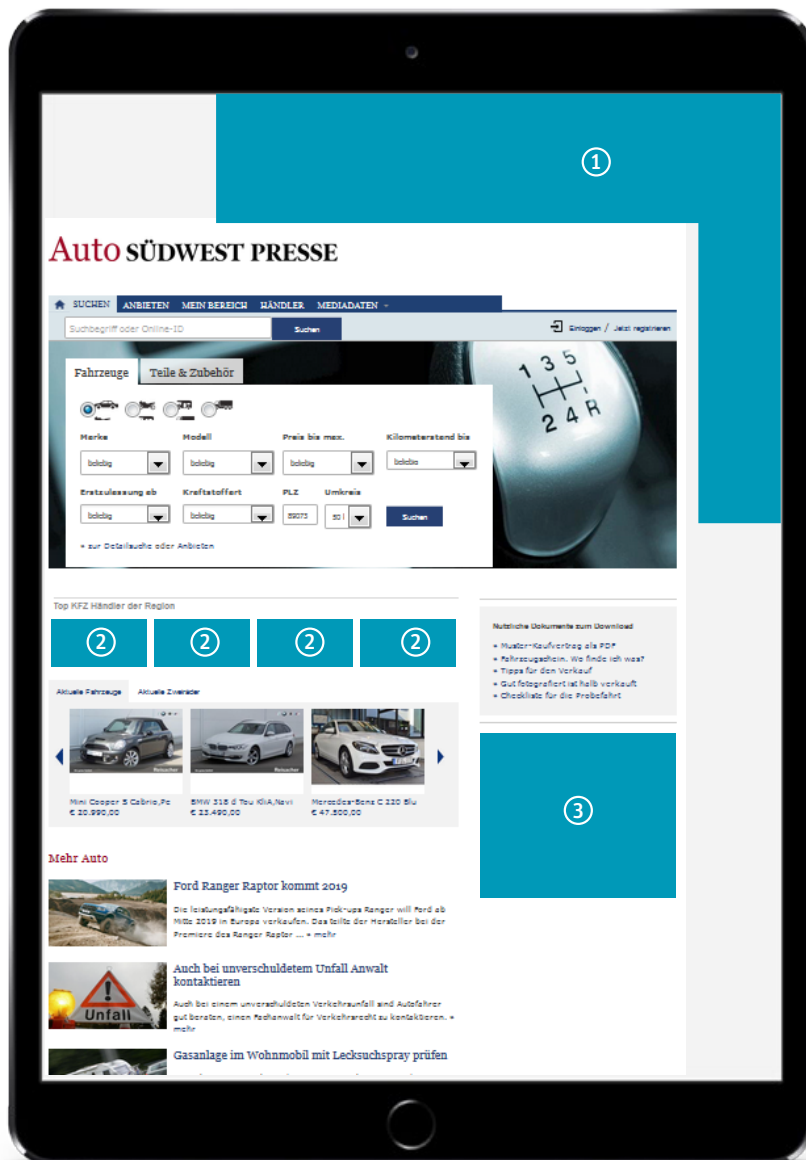 ①
Auto SÜDWEST PRESSE
SUCHEN ANBIETEN MEIN BEREICH HÄNDLER MEDIADATEN
Suchbegriff oder Online-ID Suchen Einloggen / Jetzt registrieren
Fahrzeuge Teile & Zubehör
1 3 5
2 4 R
Marke Modell Preis bis max. Kilometerstand bis
beliebig beliebig beliebig beliebig
Erstzulassung ab Kraftstoffart PLZ Umkreis
beliebig beliebig 89073 50 Suchen
» zur Detailsuche oder Anbieten
Top KFZ Händler der Region
② ② ② ②
Nützliche Dokumente zum Download
» Muster-Kaufvertrag als PDF
» Fahrzeugschein. Wo finde ich was?
» Tipps für den Verkauf
» Gut fotografiert ist halb verkauft
» Checkliste für die Probefahrt
Aktuelle Fahrzeuge Aktuelle Zweiräder
Mini Cooper S Cabrio,Pe BMW 318 d Tou KliA,Navi Mercedes-Benz C 220 Blu
€ 20.990,00 € 23.490,00 € 47.500,00
③
Mehr Auto
Ford Ranger Raptor kommt 2019
Die leistungsfähigste Version seines Pick-ups Ranger will Ford ab
Mitte 2019 in Europa verkaufen. Das teilte der Hersteller bei der
Premiere des Ranger Raptor ... » mehr
Unfall
Auch bei unverschuldetem Unfall Anwalt
kontaktieren
Auch bei einem unverschuldeten Verkehrsunfall sind Autofahrer
gut beraten, einen Fachanwalt für Verkehrsrecht zu kontaktieren. »
mehr
Gasanlage im Wohnmobil mit Lecksuchspray prüfen